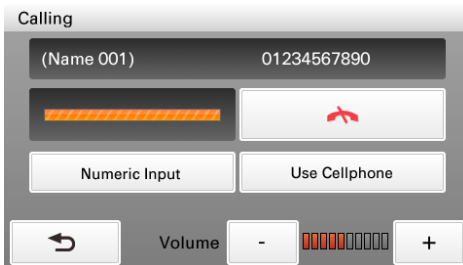 Calling
(Name 001) 01234567890
Numeric Input Use Cellphone
Volume - +